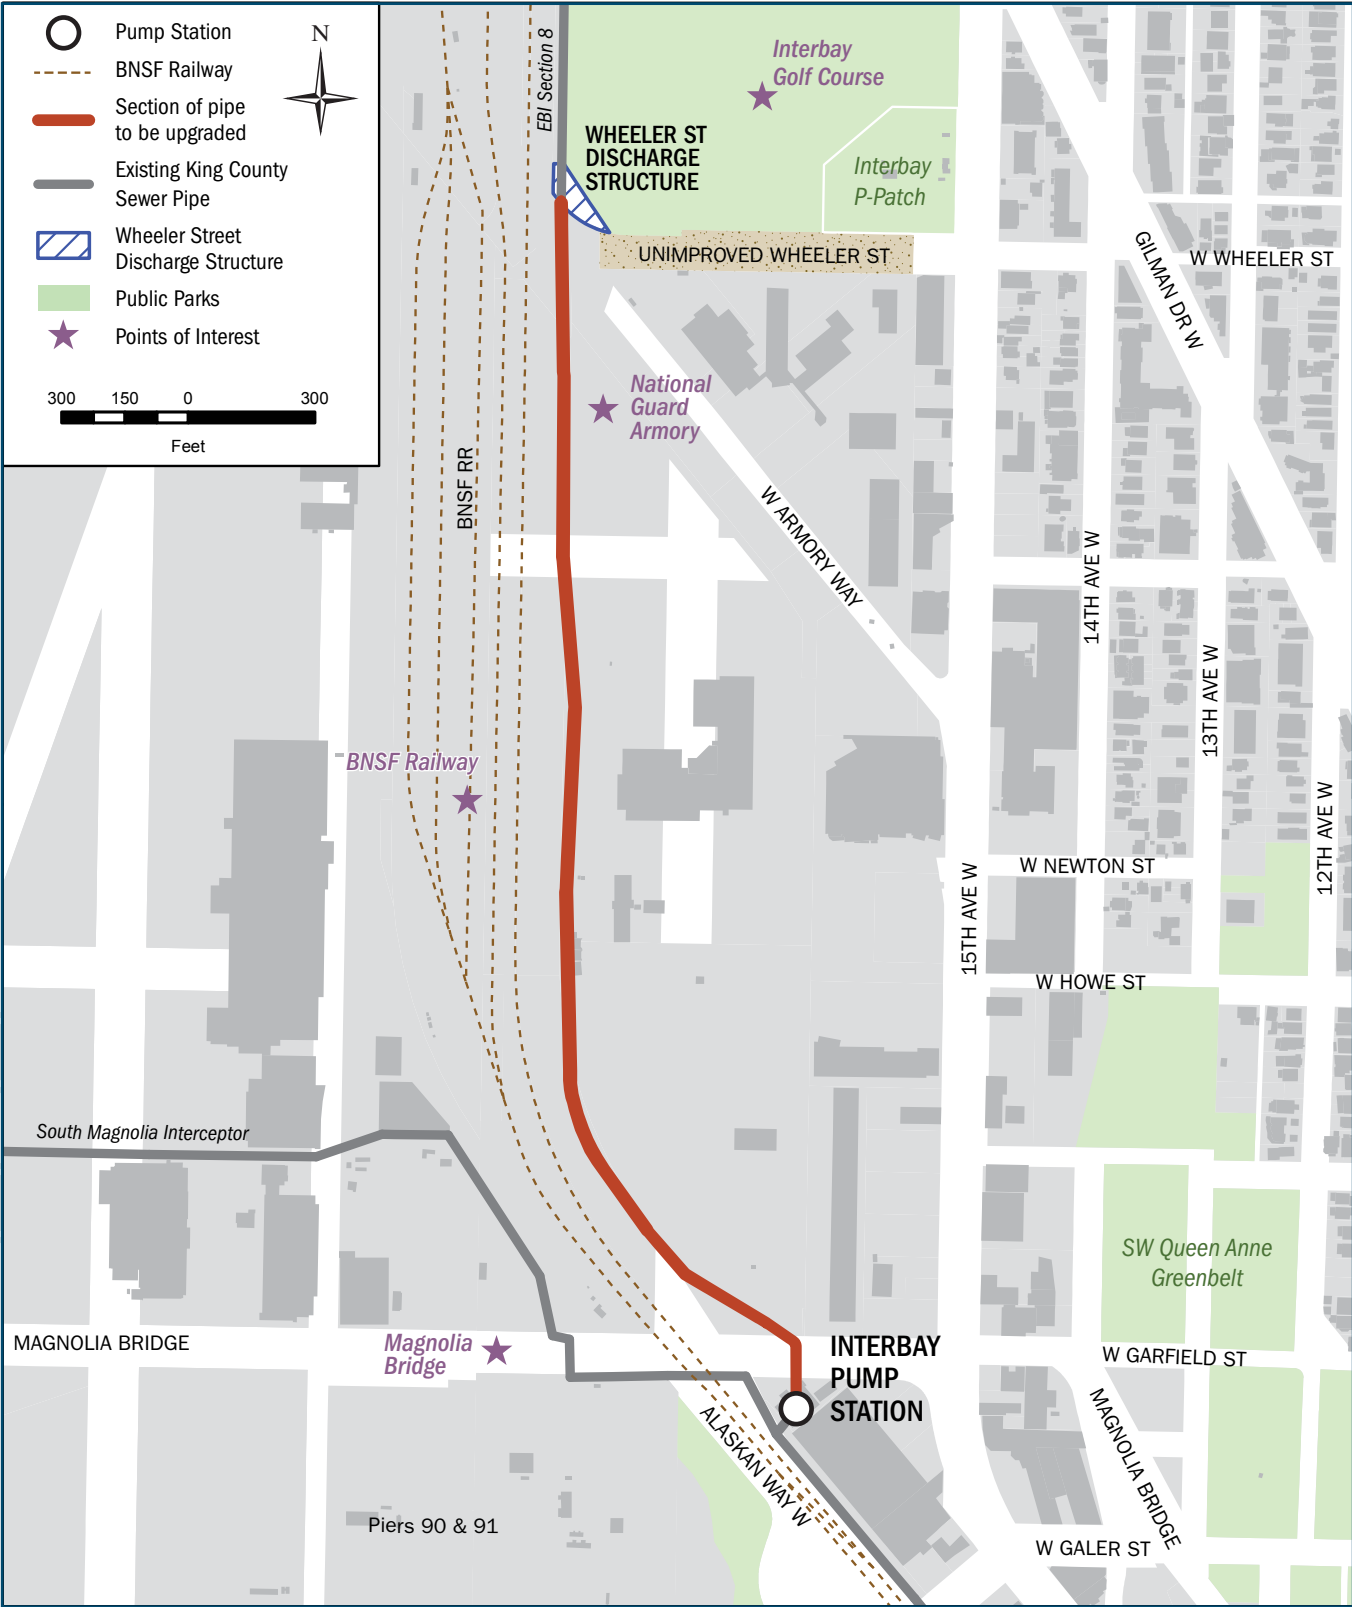 Pump Station
N
BNSF Railway
Section of pipe
to be upgraded
Existing King County
Sewer Pipe
Wheeler Street
Discharge Structure
Public Parks
Points of Interest
300 150 0 300
Feet
EBI Section 8
Interbay
Golf Course
WHEELER ST
DISCHARGE
STRUCTURE
Interbay
P-Patch
UNIMPROVED WHEELER ST
GILMAN DR W
W WHEELER ST
National
Guard
Armory
BNSF RR
W ARMORY WAY
14TH AVE W
13TH AVE W
BNSF Railway
12TH AVE W
W NEWTON ST
15TH AVE W
W HOWE ST
South Magnolia Interceptor
SW Queen Anne
Greenbelt
MAGNOLIA BRIDGE
Magnolia
Bridge
INTERBAY
PUMP
STATION
W GARFIELD ST
ALASKAN WAY W
MAGNOLIA BRIDGE
Piers 90 & 91
W GALER ST